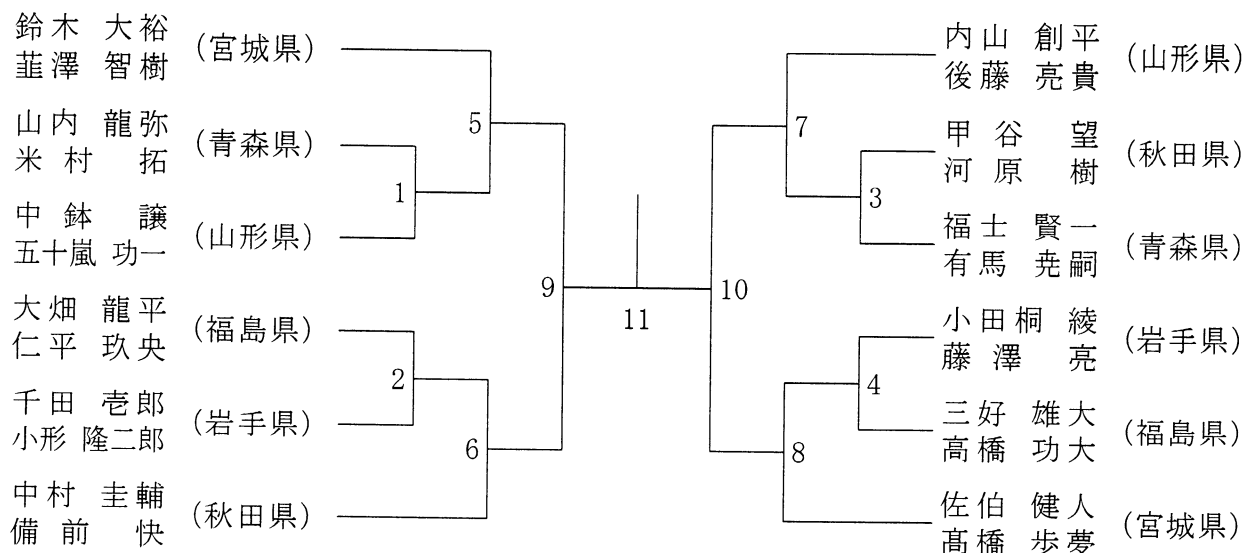 鈴木 大裕
韮澤 智樹
(宮城県)
山内 龍弥
米村 拓
(青森県)
中鉢 譲
五十嵐 功一
(山形県)
大畑 龍平
仁平 玖央
(福島県)
千田 壱郎
小形 隆二郎
(岩手県)
中村 圭輔
備前 快
(秋田県)
5
1
2
6
9
11
10
7
3
4
8
内山 創平
後藤 亮貴
(山形県)
甲谷 望
河原 樹
(秋田県)
福士 賢一
有馬 尭嗣
(青森県)
小田桐 綾
藤澤 亮
(岩手県)
三好 雄大
高橋 功大
(福島県)
佐伯 健人
髙橋 歩夢
(宮城県)